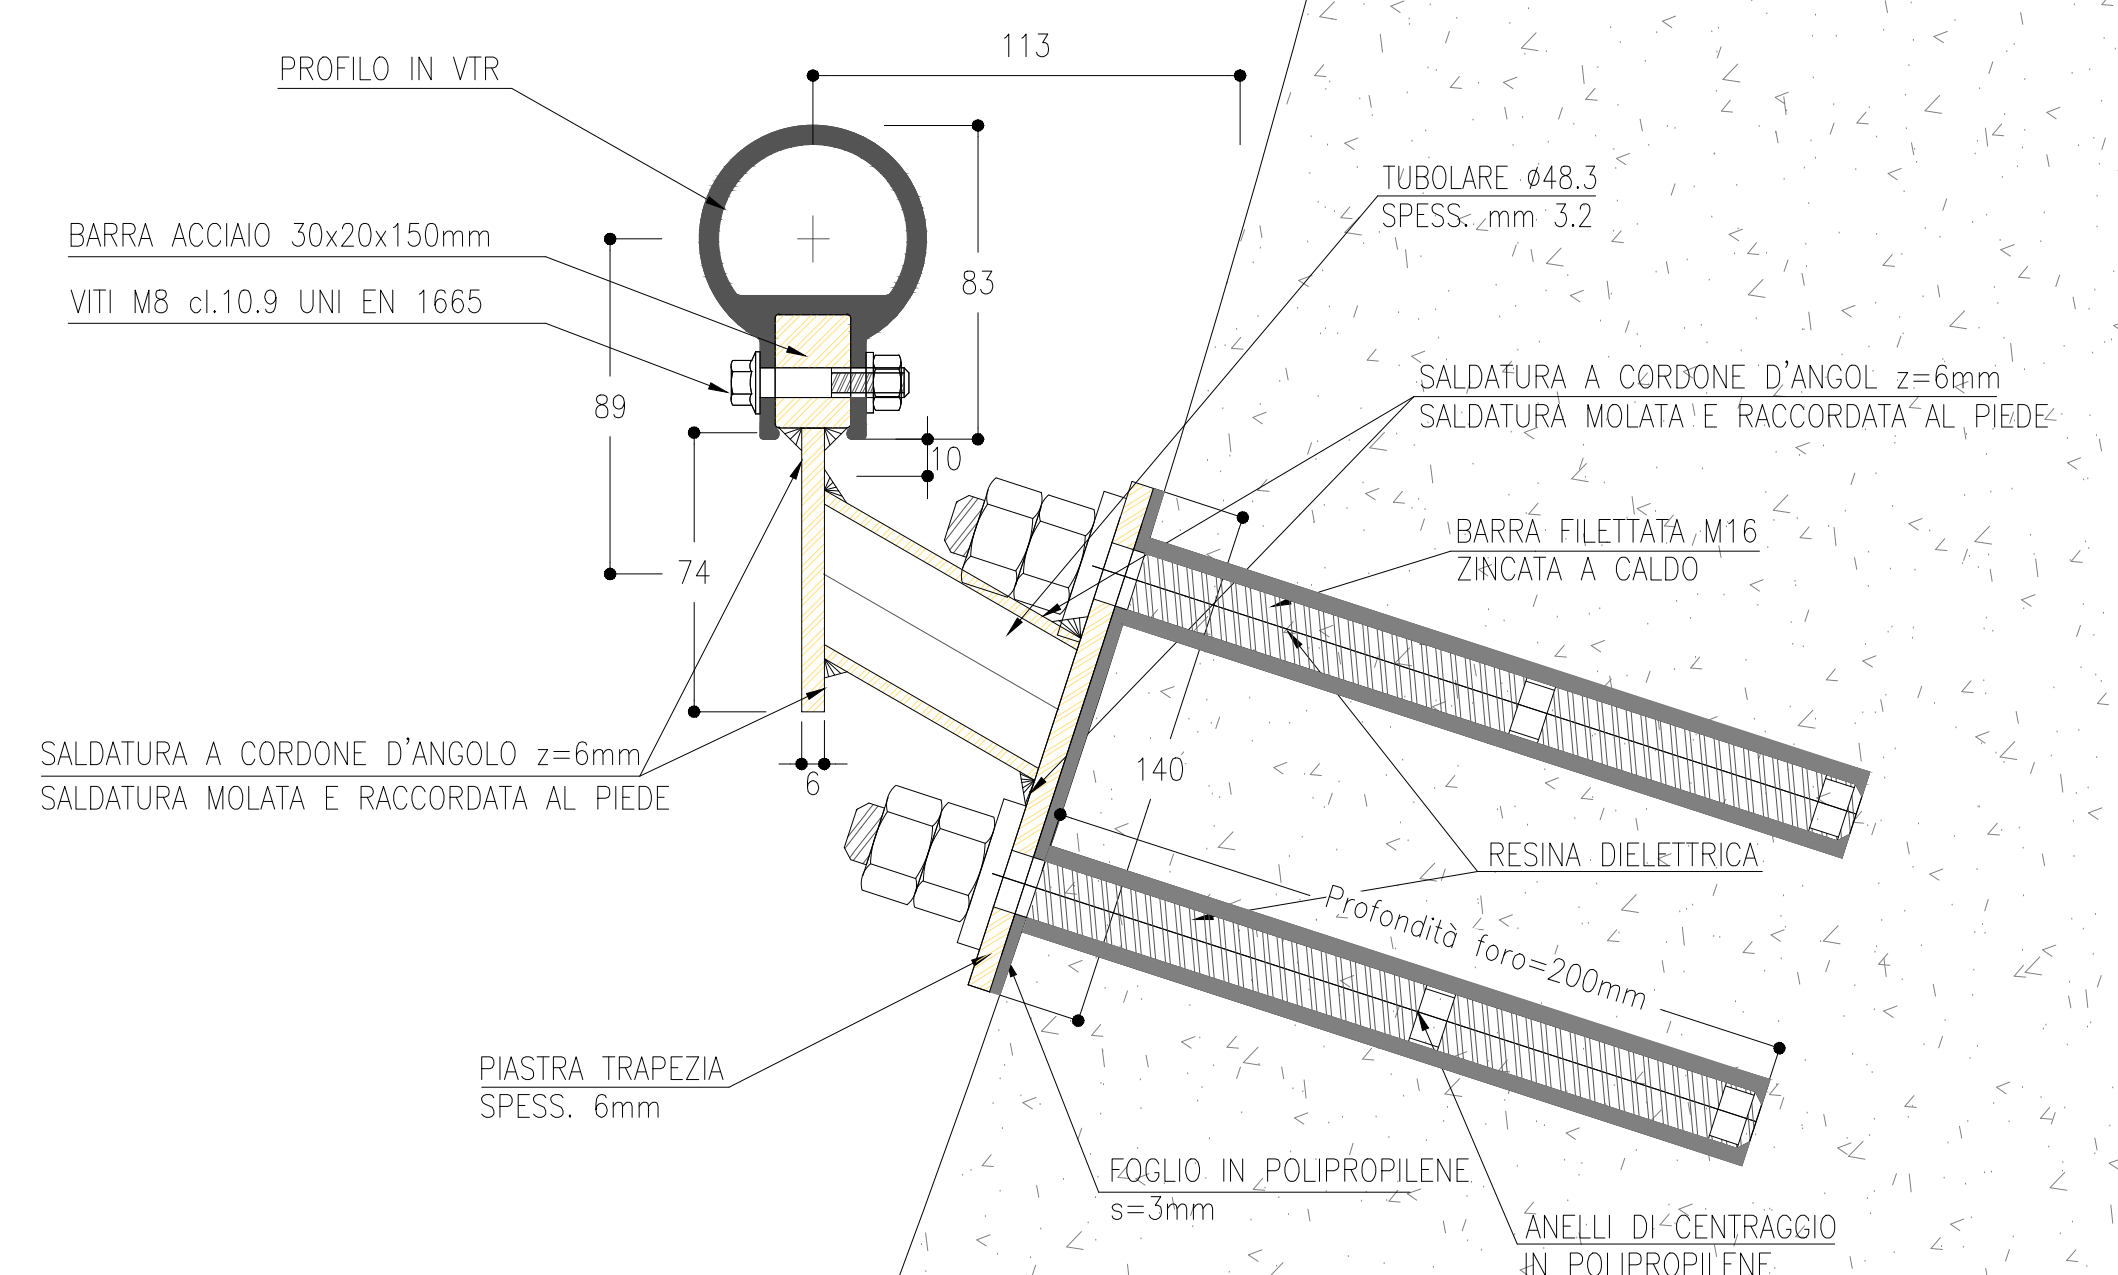 113
PROFILO IN VTR
TUBOLARE ø48.3
SPESS. mm 3.2
BARRA ACCIAIO 30x20x150mm
83
VITI M8 cl.10.9 UNI EN 1665
SALDATURA A CORDONE D'ANGOL z=6mm
SALDATURA MOLATA E RACCORDATA AL PIEDE
89
10
BARRA FILETTATA M16
ZINCATA A CALDO
74
SALDATURA A CORDONE D'ANGOLO z=6mm
SALDATURA MOLATA E RACCORDATA AL PIEDE
6
140
RESINA DIELETTRICA
Profondità foro=200mm
PIASTRA TRAPEZIA
SPESS. 6mm
FOGLIO IN POLIPROPILENE
s=3mm
ANELLI DI CENTRAGGIO
IN POLIPROPILENE